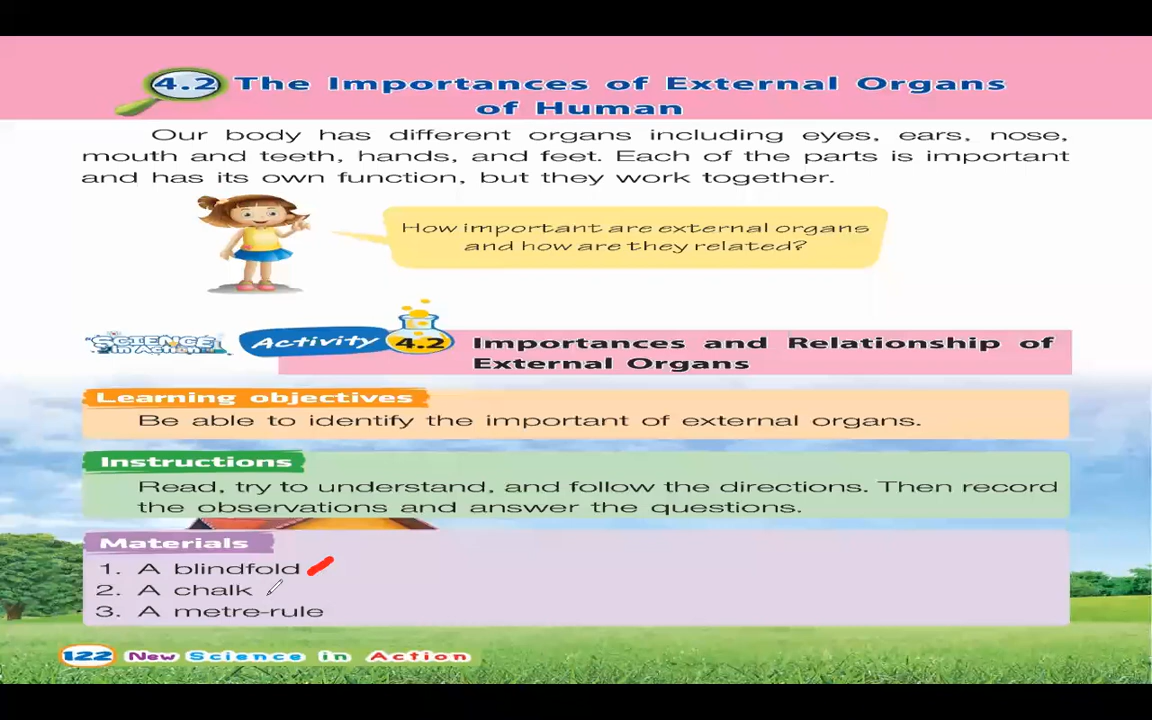 4.2 The Importances of External Organs
of Human
Our body has different organs including eyes, ears, nose,
mouth and teeth, hands, and feet. Each of the parts is important
and has its own function, but they work together.
How important are external organs
and how are they related?
SCIENCE
in Action
Activity 4.2 Importances and Relationship of
External Organs
Learning objectives
Be able to identify the important of external organs.
Instructions
Read, try to understand, and follow the directions. Then record
the observations and answer the questions.
Materials
1. A blindfold
2. A chalk
3. A metre-rule
122 New Science in Action